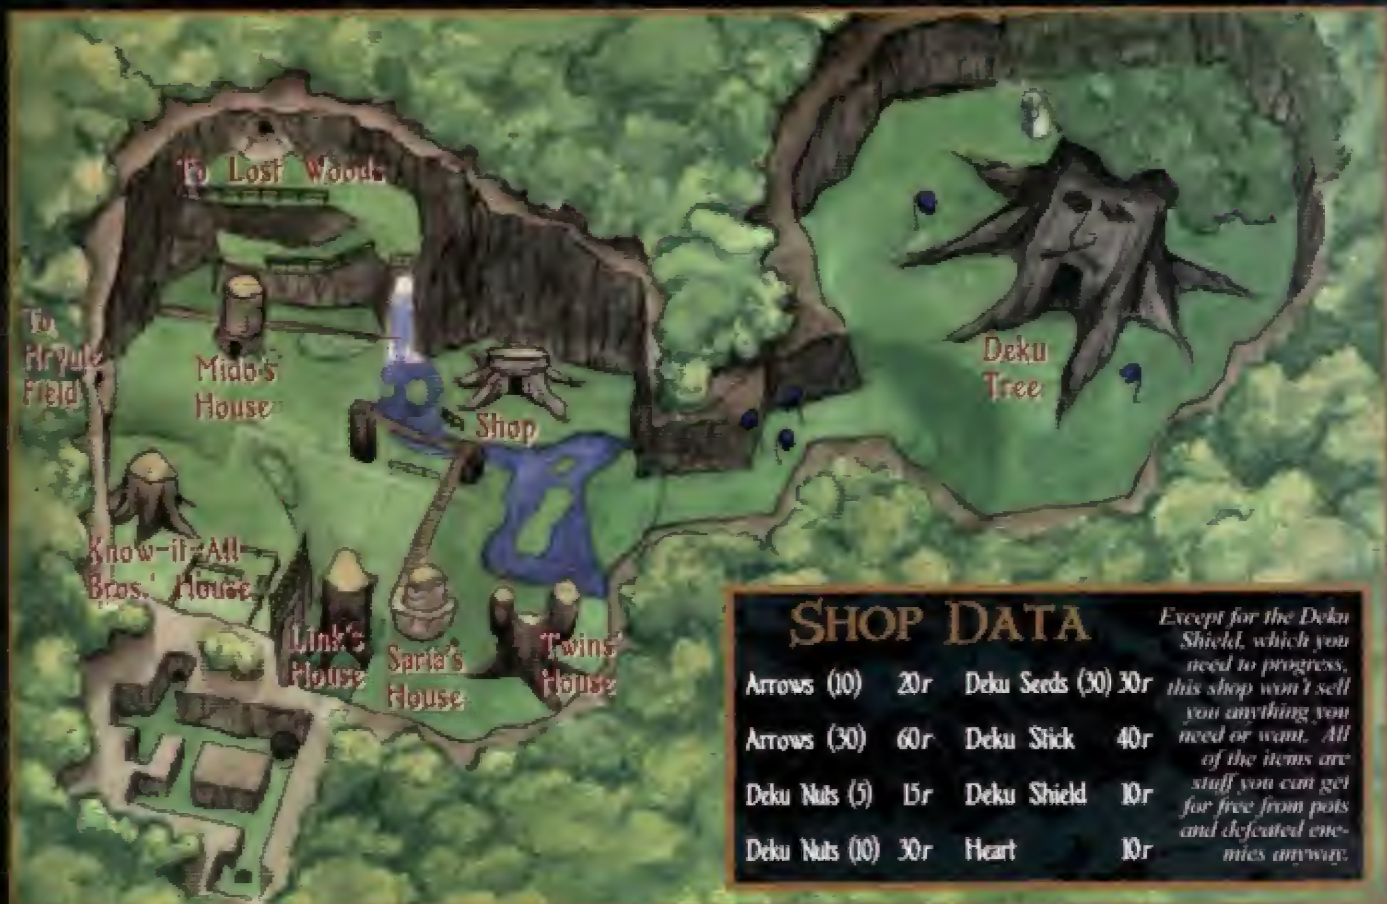 To Lost Woods
To
Hryule
Field
Mido's
House
Shop
Deku
Tree
Know-it-All
Bros.' House
Link's
House
Saria's
House
Twins'
House
SHOP DATA
Arrows (10) 20r Deku Seeds (30) 30r
Arrows (30) 60r Deku Stick 40r
Deku Nuts (5) 15r Deku Shield 10r
Deku Nuts (10) 30r Heart 10r
Except for the Deku
Shield, which you
need to progress,
this shop won't sell
you anything you
need or want. All
of the items are
stuff you can get
for free from pots
and defeated ene-
mies anyway.